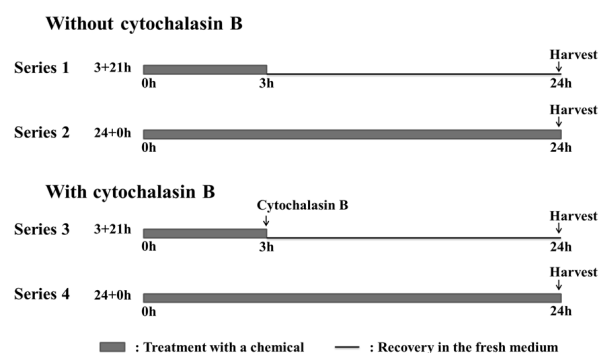 Without cytochalasin B
Harvest
Series 1 3+21h
0h 3h 24h
Harvest
Series 2 24+0h
0h 24h
With cytochalasin B
Cytochalasin B
Harvest
Series 3 3+21h
0h 3h 24h
Harvest
Series 4 24+0h
0h 24h
: Treatment with a chemical : Recovery in the fresh medium